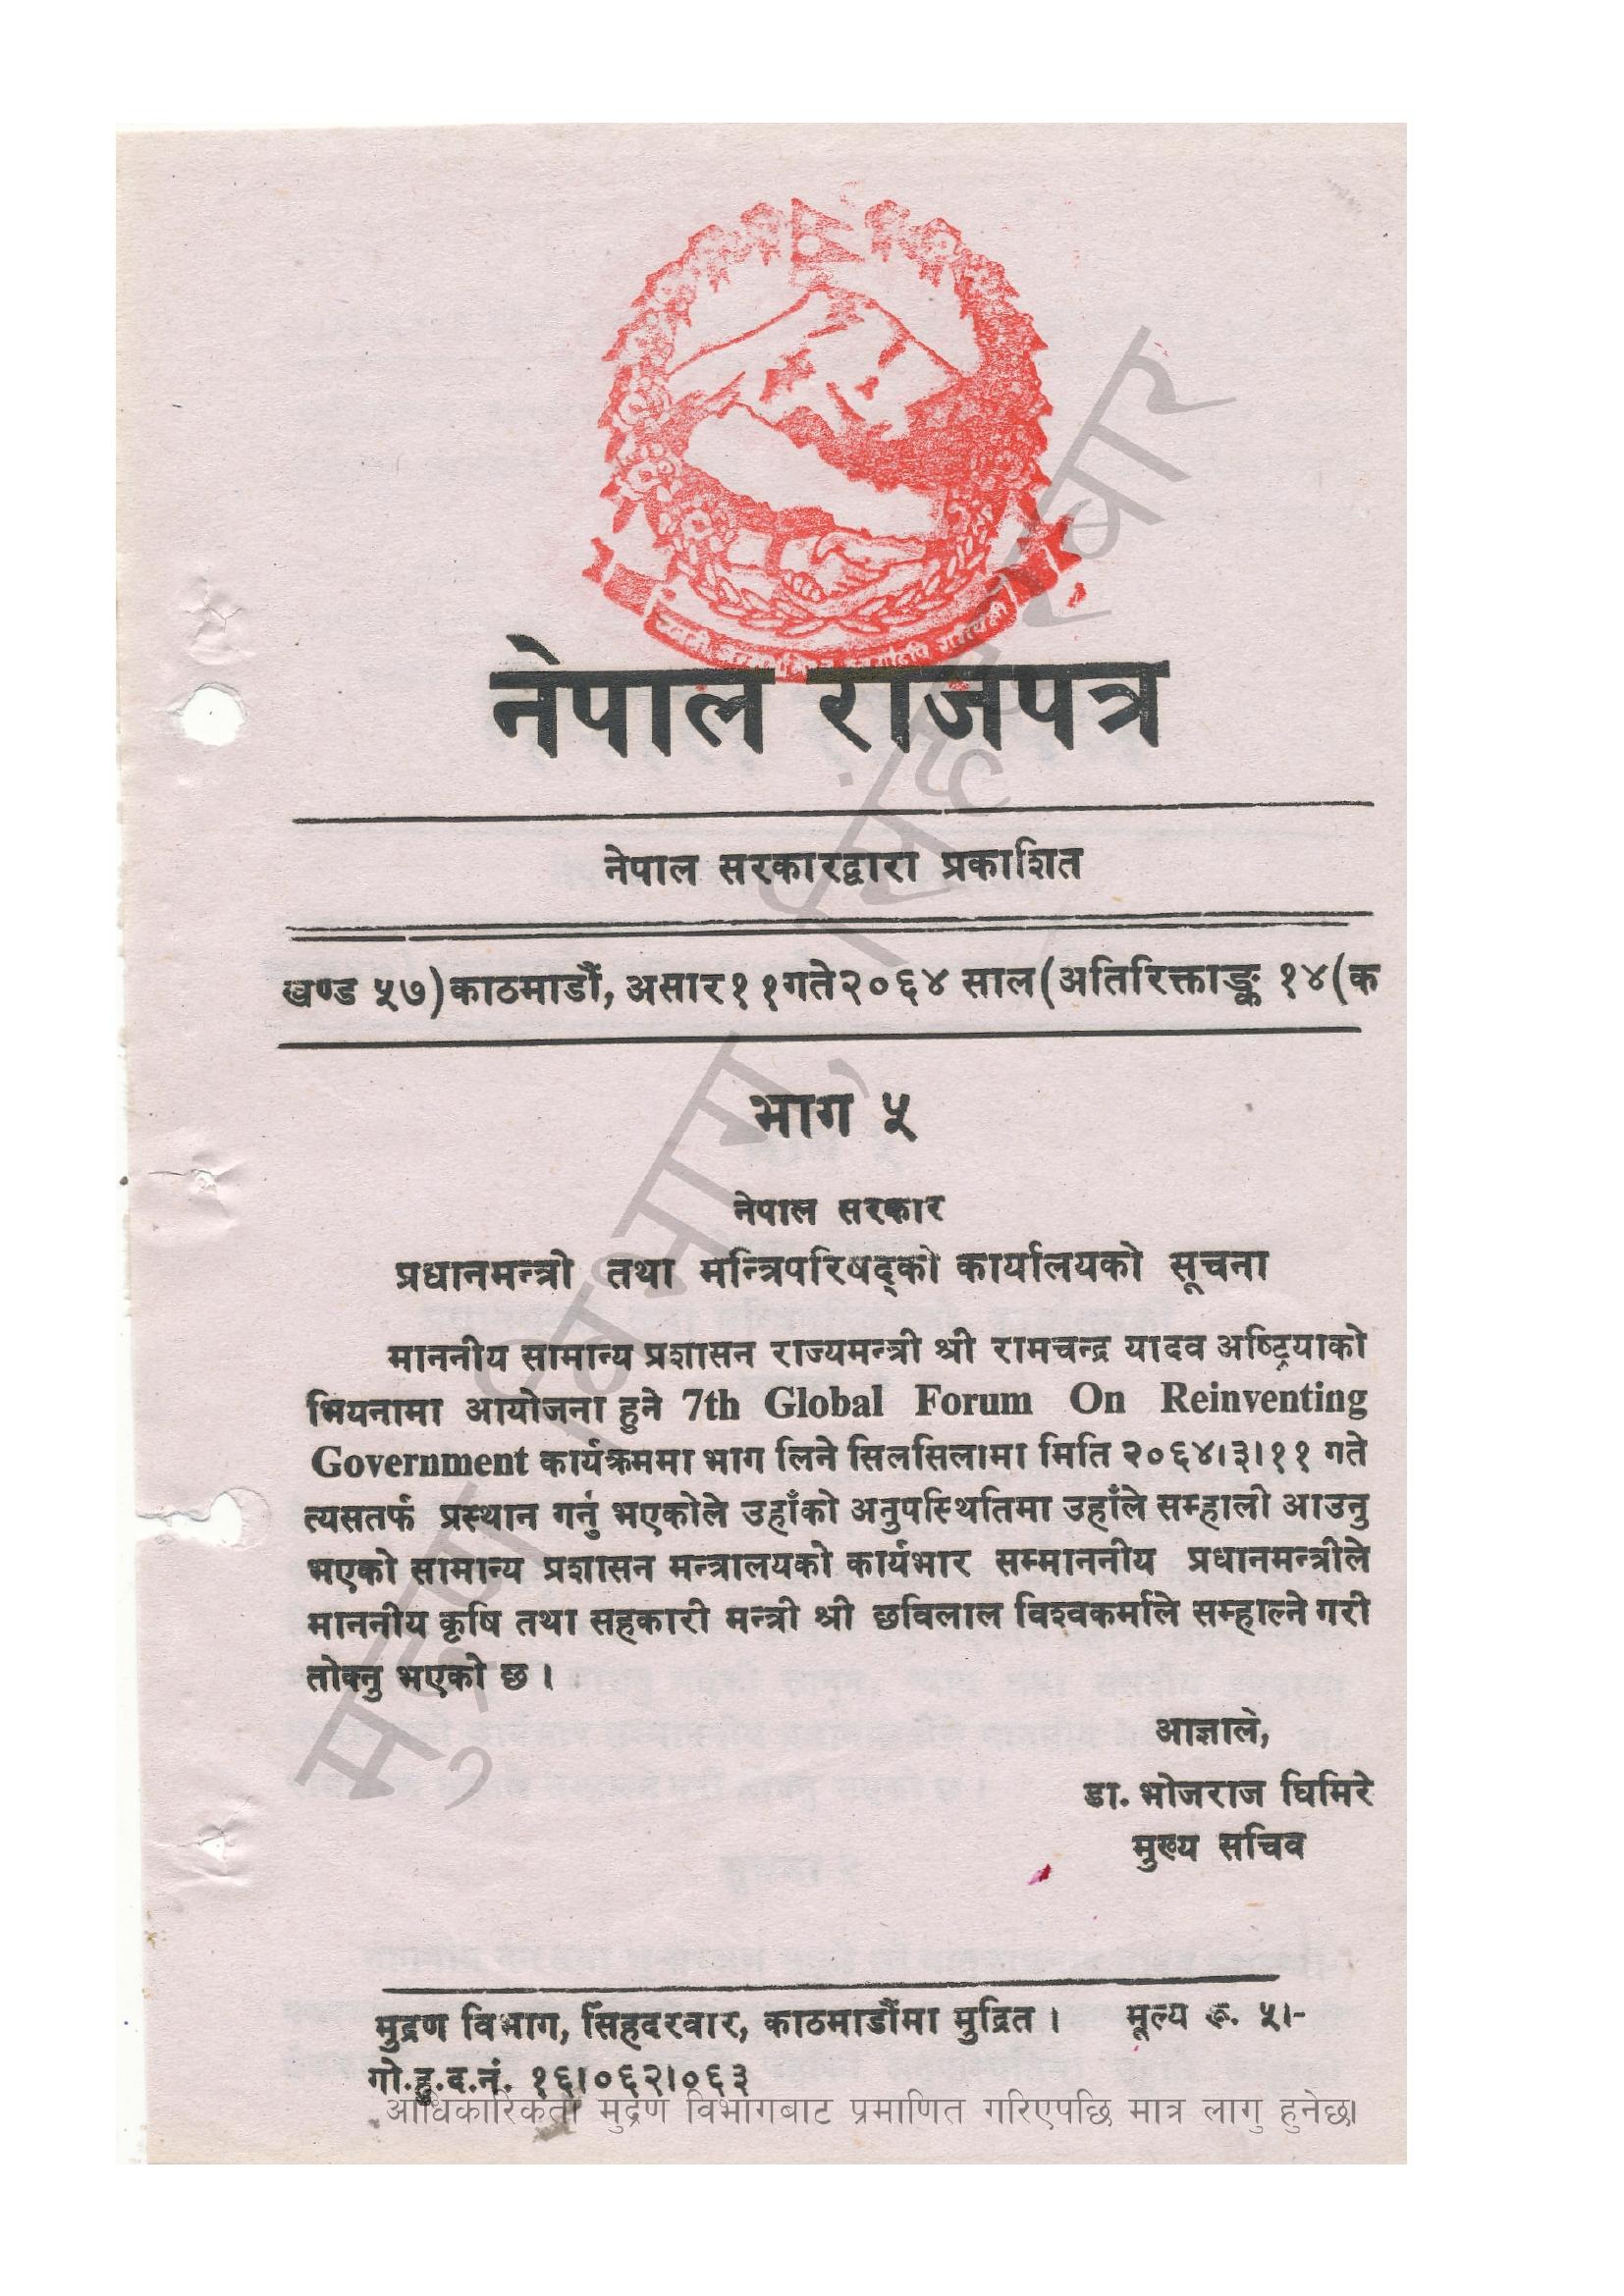 नेपाल राजपत्र
नेपाल सरकारद्वारा प्रकाशित
खण्ड ५७)काठमाडौं, असार११गते२०६४ साल(अतिरिक्ताङ्क १४(क
भाग ५
नेपाल सरकार
प्रधानमन्त्री तथा मन्त्रिपरिषद्को कार्यालयको सूचना
माननीय सामान्य प्रशासन राज्यमन्त्री श्री रामचन्द्र यादव अष्ट्रियाको
भियनामा आयोजना हुने 7th Global Forum On Reinventing
Government कार्यक्रममा भाग लिने सिलसिलामा मिति २०६४।३।११ गते
त्यसतर्फ प्रस्थान गर्नु भएकोले उहाँको अनुपस्थितिमा उहाँले सम्हाली आउनु
भएको सामान्य प्रशासन मन्त्रालयको कार्यभार सम्माननीय प्रधानमन्त्रीले
माननीय कृषि तथा सहकारी मन्त्री श्री छविलाल विश्वकर्माले सम्हाल्ने गरी
तोक्नु भएको छ ।
आज्ञाले,
डा. भोजराज घिमिरे
मुख्य सचिव
मुद्रण विभाग, सिंहदरवार, काठमाडौंमा मुद्रित । मूल्य रू. ५।-
गो.हु.द.नं. १६।०६२।०६३
आधिकारिकता मुद्रण विभागबाट प्रमाणित गरिएपछि मात्र लागु हुनेछ।
मुद्रण विभाग, सिंहदरबार